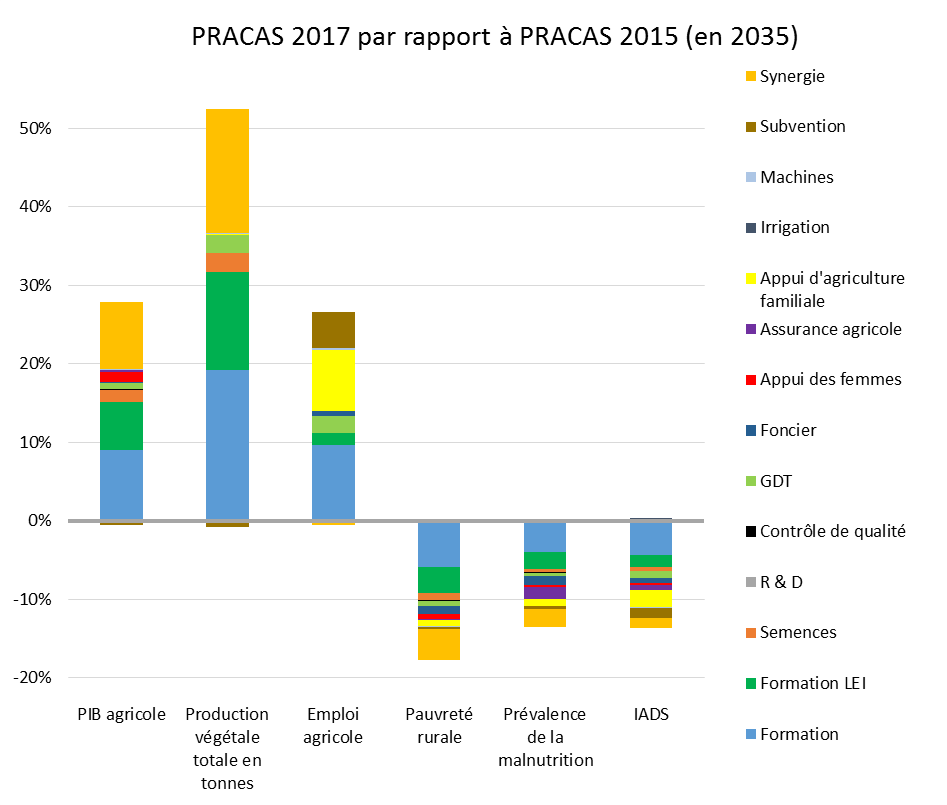 PRACAS 2017 par rapport à PRACAS 2015 (en 2035)
50%
40%
30%
20%
10%
0%
-10%
-20%
PIB agricole
Production
végétale
totale en
tonnes
Emploi
agricole
Pauvreté
rurale
Prévalence
de la
malnutrition
IADS
Synergie
Subvention
Machines
Irrigation
Appui d'agriculture
familiale
Assurance agricole
Appui des femmes
Foncier
GDT
Contrôle de qualité
R & D
Semences
Formation LEI
Formation